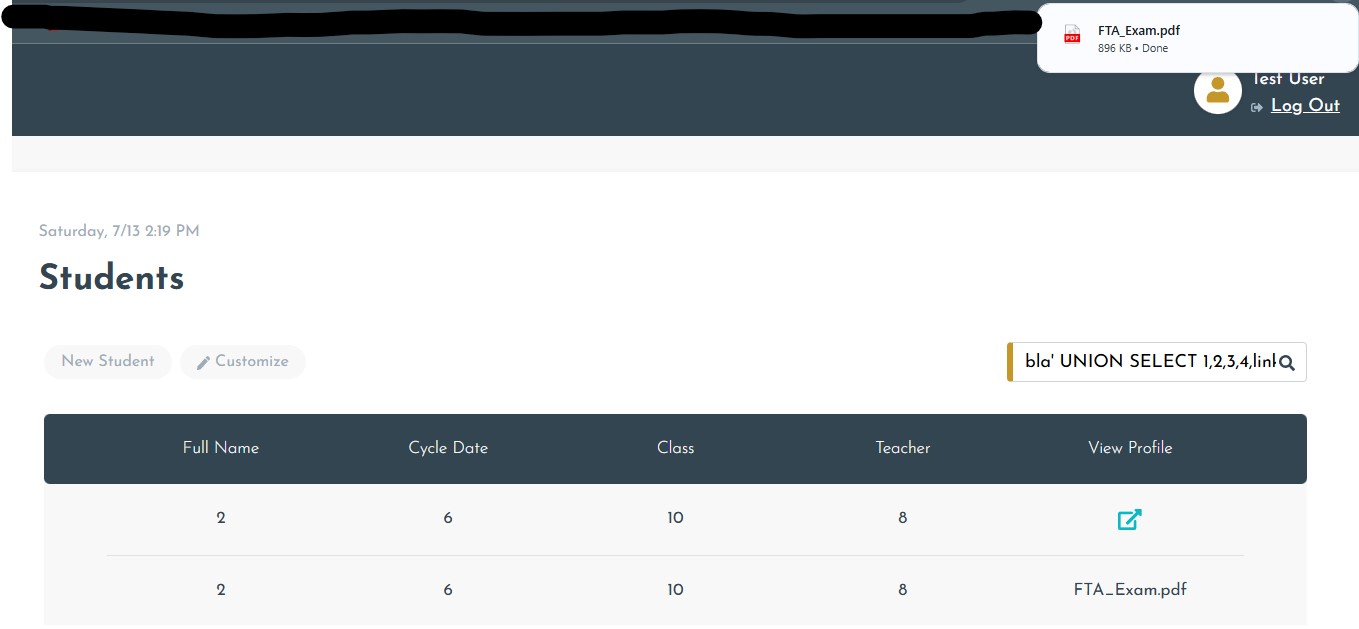 FTA_Exam.pdf
896 KB • Done
Test User
Log Out
Saturday, 7/13 2:19 PM
Students
New Student
Customize
bla' UNION SELECT 1,2,3,4,link
Full Name Cycle Date Class Teacher View Profile
2 6 10 8
2 6 10 8 FTA_Exam.pdf